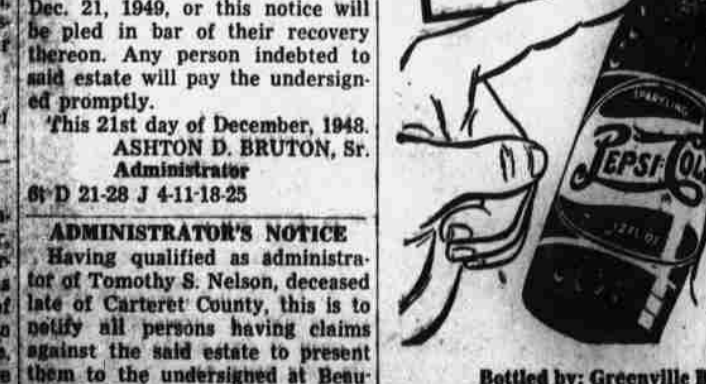 Dec. 21, 1949, or this notice will
be pled in bar of their recovery
thereon. Any person indebted to
said estate will pay the undersign-
ed promptly.
This 21st day of December, 1948.
ASHTON D. BRUTON, Sr.
Administrator
6t D 21-28 J 4-11-18-25
ADMINISTRATOR'S NOTICE
Having qualified as administra-
tor of Tomothy S. Nelson, deceased
late of Carteret County, this is to
notify all persons having claims
against the said estate to present
them to the undersigned at Beau-
SPARKLING
PEPSI-COL
12 FL OZ
Bottled by: Greenville B